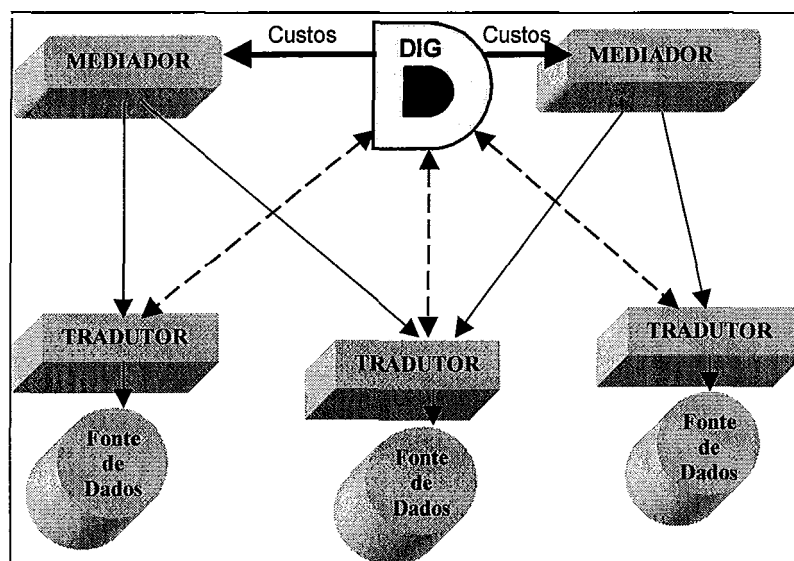 Custos
DIG
Custos
MEDIADOR
MEDIADOR
TRADUTOR
TRADUTOR
TRADUTOR
Fonte
de
Dados
Fonte
de
Dados
Fonte
de
Dados